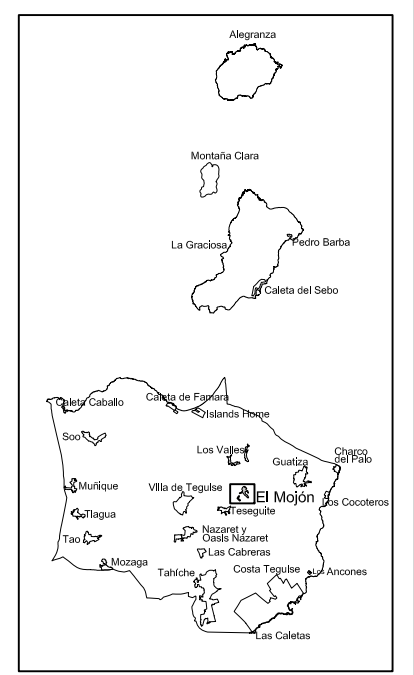 Alegranza
Montaña Clara
La Graciosa
Pedro Barba
Caleta del Sebo
Caleta Caballo
Caleta de Famara
Islands Home
Soo
Los Valles
Guatiza
Charco
del Palo
Muñique
VIlla de Tegulse
El Mojón
Los Cocoteros
Tlagua
Teseguite
Tao
Nazaret y
Oasis Nazaret
Las Cabreras
Mozaga
Tahíche
Costa Tegulse
Los Ancones
Las Caletas